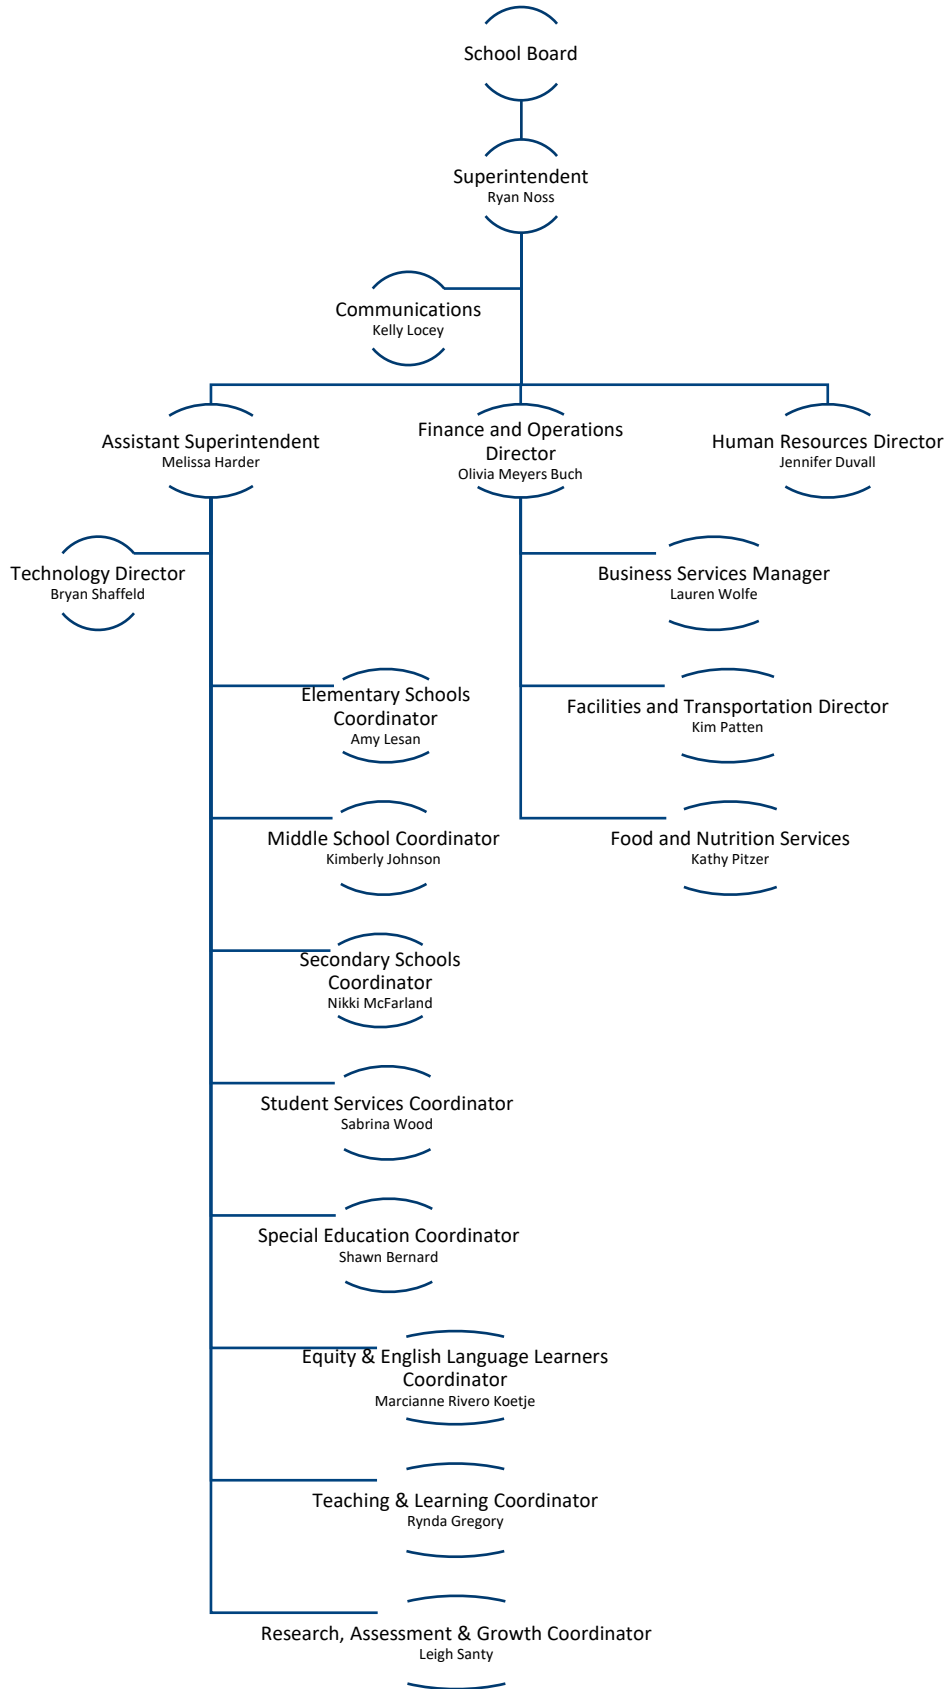 School Board
Superintendent
Ryan Noss
Communications
Kelly Locey
Assistant Superintendent
Melissa Harder
Finance and Operations
Director
Olivia Meyers Buch
Human Resources Director
Jennifer Duvall
Technology Director
Bryan Shaffeld
Business Services Manager
Lauren Wolfe
Elementary Schools
Coordinator
Amy Lesan
Facilities and Transportation Director
Kim Patten
Middle School Coordinator
Kimberly Johnson
Food and Nutrition Services
Kathy Pitzer
Secondary Schools
Coordinator
Nikki McFarland
Student Services Coordinator
Sabrina Wood
Special Education Coordinator
Shawn Bernard
Equity & English Language Learners
Coordinator
Marcianne Rivero Koetje
Teaching & Learning Coordinator
Rynda Gregory
Research, Assessment & Growth Coordinator
Leigh Santy